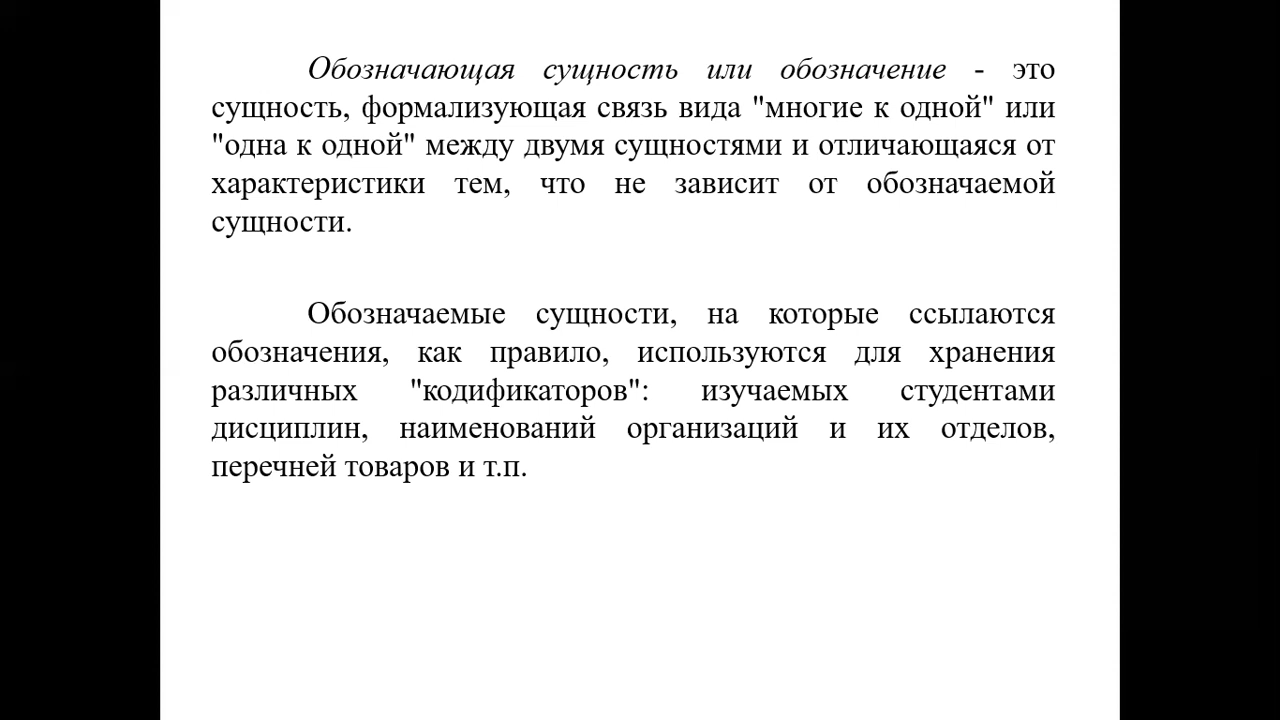 Обозначающая сущность или обозначение - это
сущность, формализующая связь вида "многие к одной" или
"одна к одной" между двумя сущностями и отличающаяся от
характеристики тем, что не зависит от обозначаемой
сущности.
Обозначаемые сущности, на которые ссылаются
обозначения, как правило, используются для хранения
различных "кодификаторов": изучаемых студентами
дисциплин, наименований организаций и их отделов,
перечней товаров и т.п.